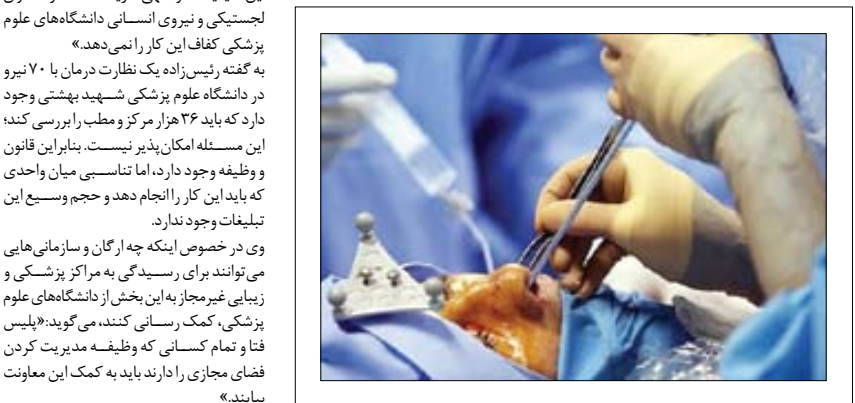 لجستیکی و نیروی انسانی دانشگاه‌های علوم
پزشکی کفاف این کار را نمی‌دهد.»
به گفته رئیس‌زاده یک نظارت درمان با ۷۰ نیرو
در دانشگاه علوم پزشکی شهید بهشتی وجود
دارد که باید ۳۶ هزار مرکز و مطب را بررسی کند؛
این مسئله امکان‌پذیر نیست. بنابراین قانون
و وظیفه وجود دارد، اما تناسبی میان واحدی
که باید این کار را انجام دهد و حجم وسیع این
تبلیغات وجود ندارد.
وی در خصوص اینکه چه ارگان و سازمان‌هایی
می‌توانند برای رسیدگی به مراکز پزشکی و
زیبایی غیرمجاز به این بخش از دانشگاه‌های علوم
پزشکی، کمک رسانی کنند، می‌گوید:«پلیس
فتا و تمام کسانی که وظیفه مدیریت کردن
فضای مجازی را دارند باید به کمک این معاونت
بیایند.»